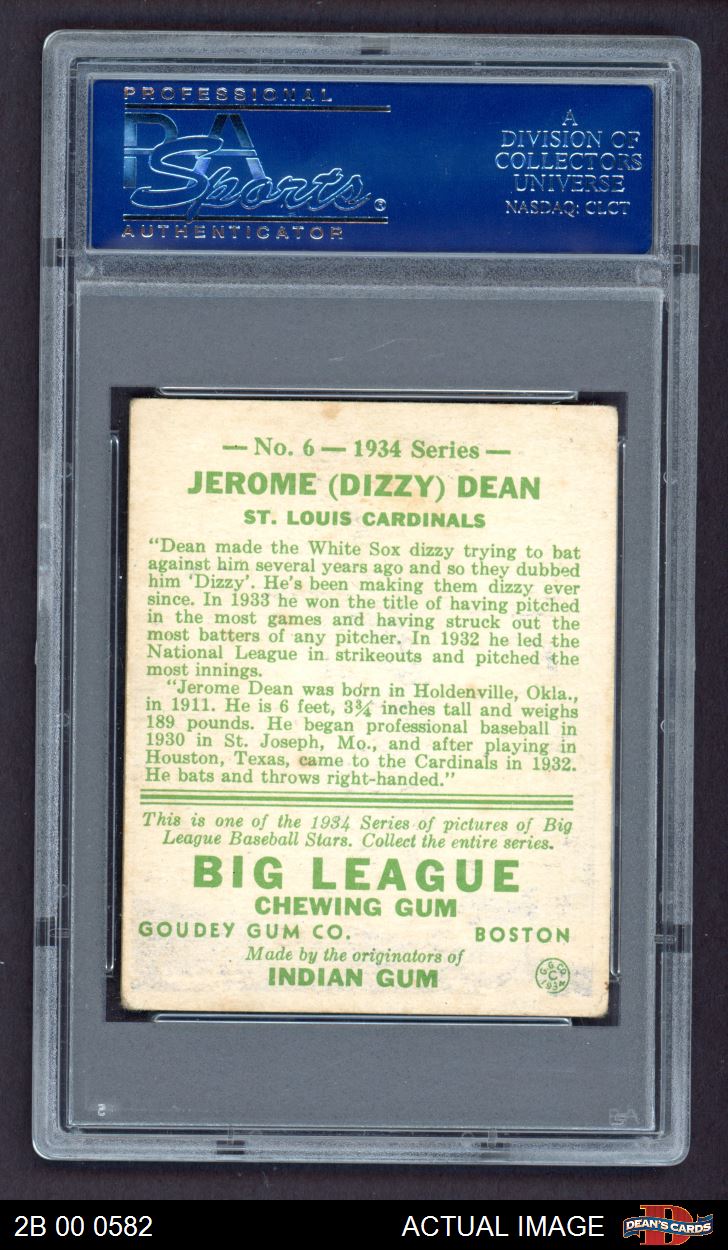 PROFESSIONAL
PSA
Sports®
AUTHENTICATOR
A
DIVISION OF
COLLECTORS
UNIVERSE
NASDAQ: CLCT
— No. 6 — 1934 Series —
JEROME (DIZZY) DEAN
ST. LOUIS CARDINALS
"Dean made the White Sox dizzy trying to bat
against him several years ago and so they dubbed
him 'Dizzy'. He's been making them dizzy ever
since. In 1933 he won the title of having pitched
in the most games and having struck out the
most batters of any pitcher. In 1932 he led the
National League in strikeouts and pitched the
most innings.
"Jerome Dean was born in Holdenville, Okla.,
in 1911. He is 6 feet, 3¾ inches tall and weighs
189 pounds. He began professional baseball in
1930 in St. Joseph, Mo., and after playing in
Houston, Texas, came to the Cardinals in 1932.
He bats and throws right-handed."
This is one of the 1934 Series of pictures of Big
League Baseball Stars. Collect the entire series.
BIG LEAGUE
CHEWING GUM
GOUDEY GUM CO. BOSTON
Made by the originators of
INDIAN GUM
G.G.CO.
C
1934
PSA
2B 00 0582
ACTUAL IMAGE
D
DEAN'S CARDS